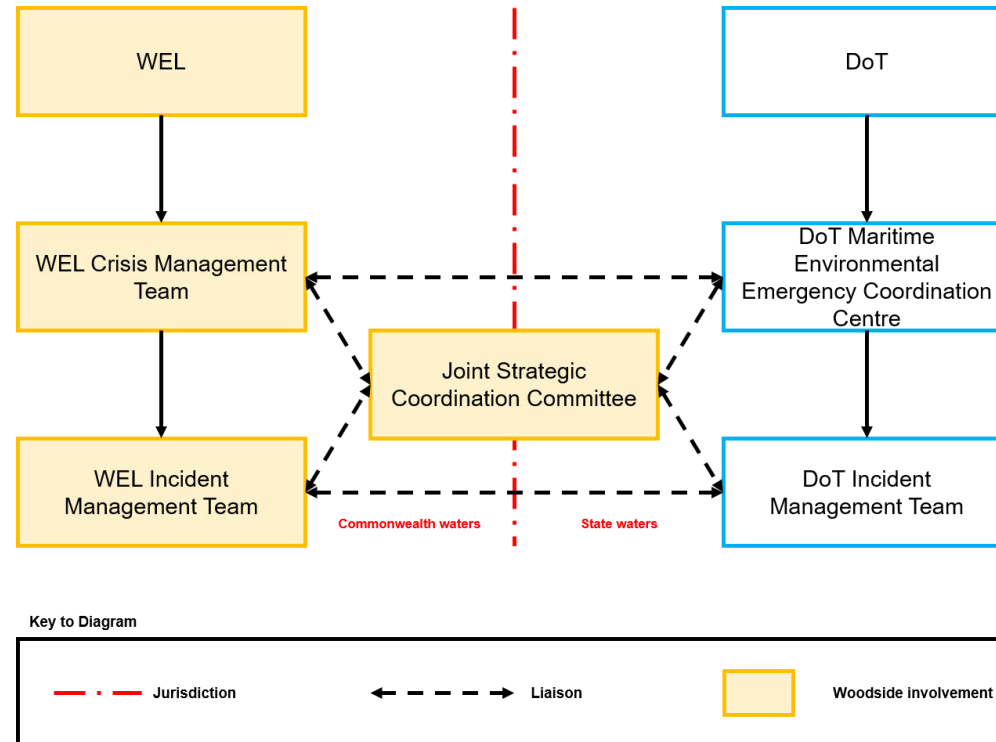 WEL
DoT
WEL Crisis Management
Team
DoT Maritime
Environmental
Emergency Coordination
Centre
Joint Strategic
Coordination Committee
WEL Incident
Management Team
DoT Incident
Management Team
Commonwealth waters
State waters
Key to Diagram
Jurisdiction
Liaison
Woodside involvement